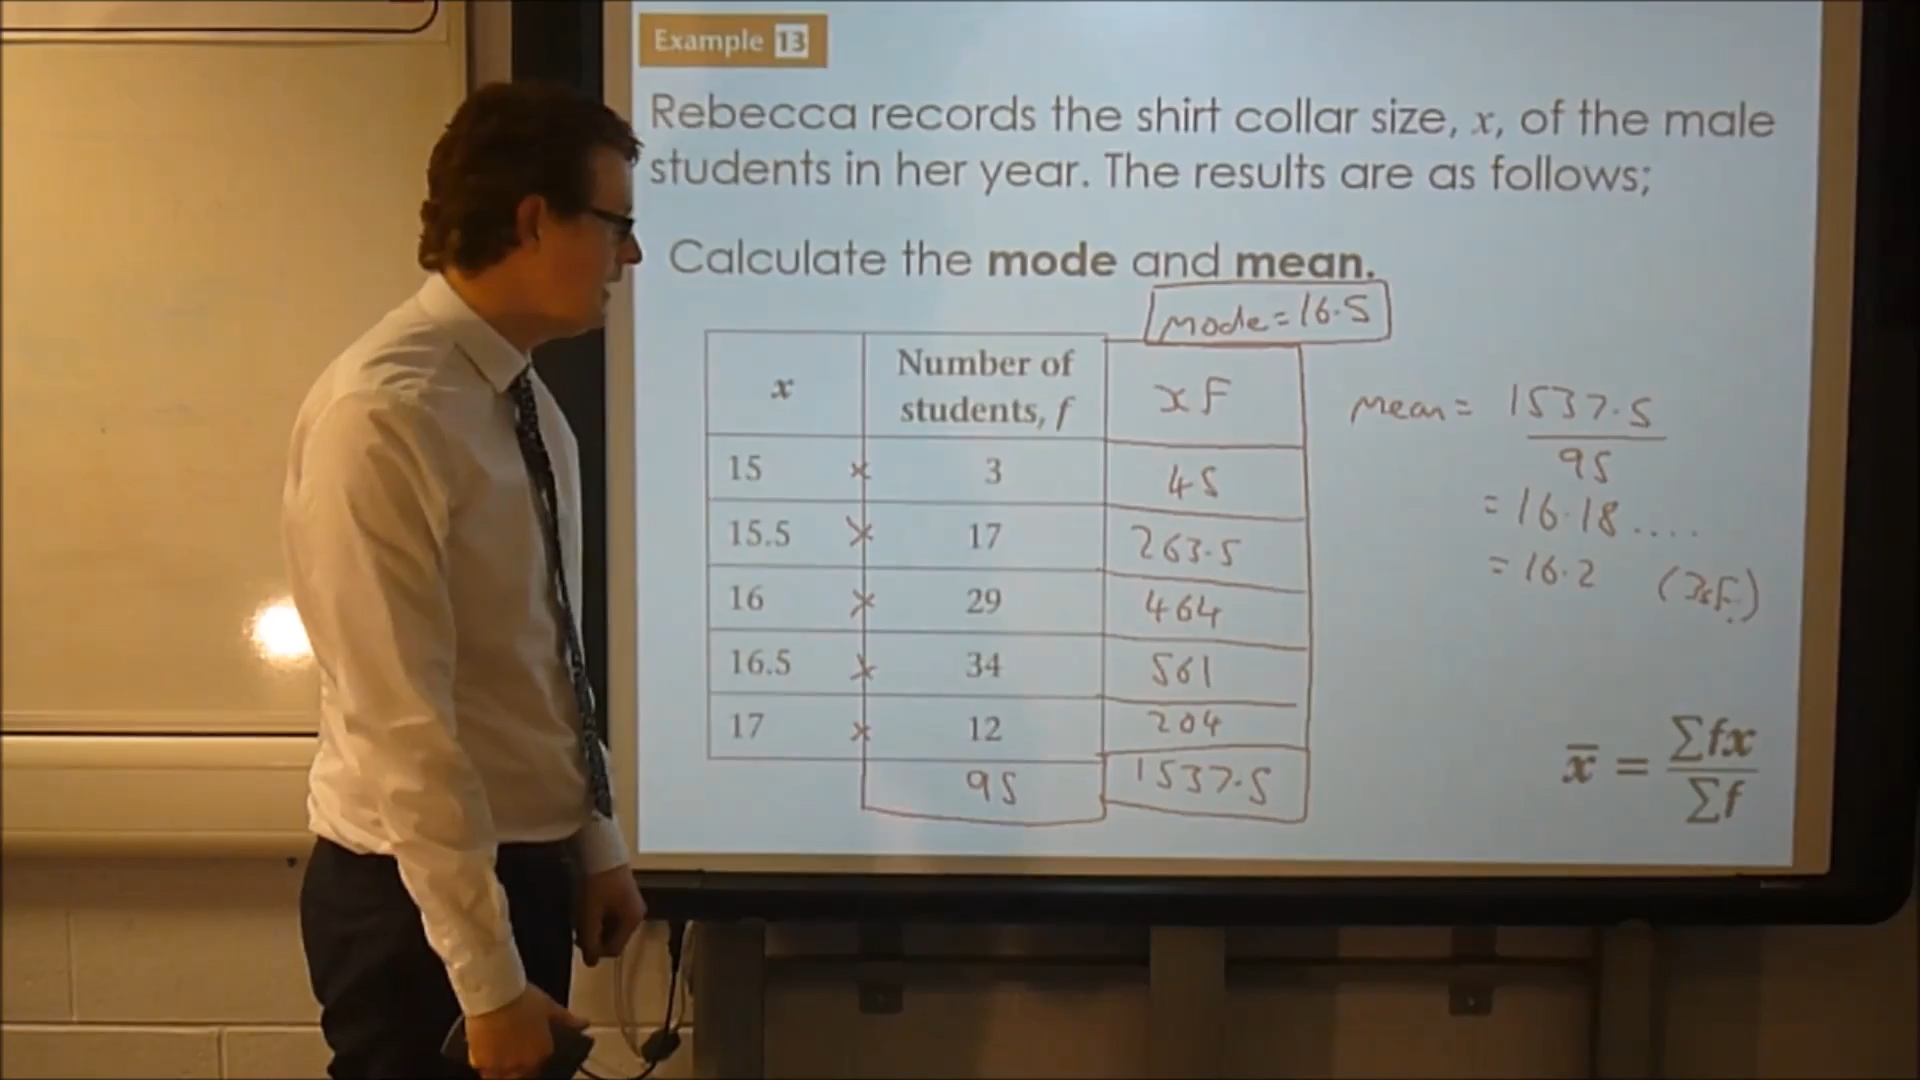 Example 13
Rebecca records the shirt collar size, x, of the male
students in her year. The results are as follows;
Calculate the mode and mean.
mode = 16.5
x Number of students, f xF
15 × 3 45
15.5 × 17 263.5
16 × 29 464
16.5 × 34 561
17 × 12 204
95 1537.5
mean = 1537.5
95
= 16.18....
= 16.2 (3sf.)
x̄ = Σfx
Σf